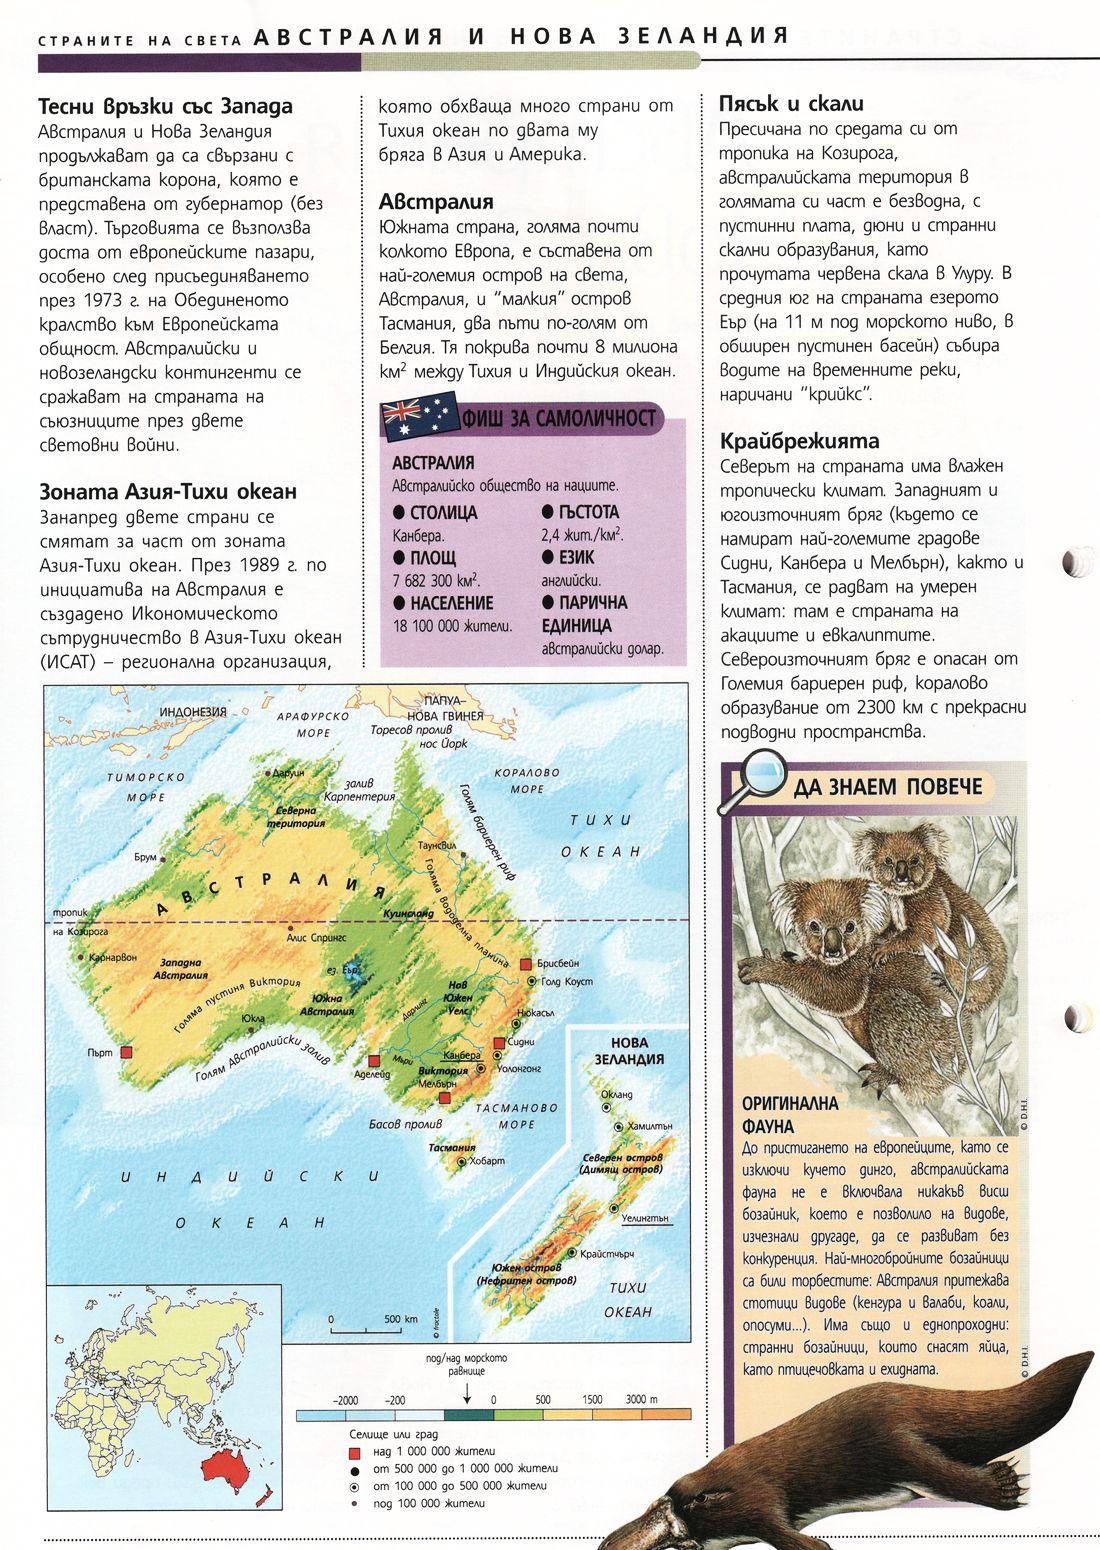 СТРАНИТЕ НА СВЕТА АВСТРАЛИЯ И НОВА ЗЕЛАНДИЯ
Тесни връзки със Запада
Австралия и Нова Зеландия
продължават да са свързани с
британската корона, която е
представена от губернатор (без
власт). Търговията се възползва
доста от европейските пазари,
особено след присъединяването
през 1973 г. на Обединеното
кралство към Европейската
общност. Австралийски и
новозеландски контингенти се
сражават на страната на
съюзниците през двете
световни войни.
Зоната Азия-Тихи океан
Занапред двете страни се
смятат за част от зоната
Азия-Тихи океан. През 1989 г. по
инициатива на Австралия е
създадено Икономическото
сътрудничество в Азия-Тихи океан
(ИСАТ) – регионална организация,
която обхваща много страни от
Тихия океан по двата му
бряга в Азия и Америка.
Австралия
Южната страна, голяма почти
колкото Европа, е съставена от
най-големия остров на света,
Австралия, и “малкия” остров
Тасмания, два пъти по-голям от
Белгия. Тя покрива почти 8 милиона
км² между Тихия и Индийския океан.
ФИШ ЗА САМОЛИЧНОСТ
АВСТРАЛИЯ
Австралийско общество на нациите.
● СТОЛИЦА
Канбера.
● ПЛОЩ
7 682 300 км².
● НАСЕЛЕНИЕ
18 100 000 жители.
● ГЪСТОТА
2,4 жит./км².
● ЕЗИК
английски.
● ПАРИЧНА
ЕДИНИЦА
австралийски долар.
Пясък и скали
Пресичана по средата си от
тропика на Козирога,
австралийската територия в
голямата си част е безводна, с
пустинни плата, дюни и странни
скални образувания, като
прочутата червена скала в Улуру. В
средния юг на страната езерото
Еър (на 11 м под морското ниво, в
обширен пустинен басейн) събира
водите на временните реки,
наричани “крийкс”.
Крайбрежията
Северът на страната има влажен
тропически климат. Западният и
югоизточният бряг (където се
намират най-големите градове
Сидни, Канбера и Мелбърн), както и
Тасмания, се радват на умерен
климат: там е страната на
акациите и евкалиптите.
Североизточният бряг е опасан от
Големия бариерен риф, коралово
образувание от 2300 км с прекрасни
подводни пространства.
ДА ЗНАЕМ ПОВЕЧЕ
© D.H.I.
ОРИГИНАЛНА
ФАУНА
До пристигането на европейците, като се
изключи кучето динго, австралийската
фауна не е включвала никакъв висш
бозайник, което е позволило на видове,
изчезнали другаде, да се развиват без
конкуренция. Най-многобройните бозайници
са били торбестите: Австралия притежава
стотици видове (кенгура и валаби, коали,
опосуми...). Има също и еднопроходни:
странни бозайници, които снасят яйца,
като птицечовката и ехидната.
© D.H.I.
ИНДОНЕЗИЯ
АРАФУРСКО
МОРЕ
ПАПУА-
НОВА ГВИНЕЯ
Торесов пролив
нос Йорк
ТИМОРСКО
МОРЕ
Даруин
залив
Карпентерия
КОРАЛОВО
МОРЕ
Северна
територия
Голям бариерен риф
ТИХИ
ОКЕАН
Брум
Таунсвил
АВСТРАЛИЯ
Голяма вододелна планина
тропик
на Козирога
Куинсланд
Алис Спрингс
Карнарвон
Западна
Австралия
ез. Еър
Брисбейн
Голд Коуст
Голяма пустиня Виктория
Южна
Австралия
Нов
Южен
Уелс
Дарлинг
Нюкасъл
Юкла
Голям Австралийски залив
Пърт
Сидни
Мъри
Канбера
Уолонгонг
Аделейд
Виктория
Мелбърн
Басов пролив
ТАСМАНОВО
МОРЕ
Тасмания
Хобарт
ИНДИЙСКИ
ОКЕАН
НОВА
ЗЕЛАНДИЯ
Окланд
Хамилтън
Северен остров
(Димящ остров)
Уелингтън
Крайстчърч
Южен остров
(Нефритен остров)
ТИХИ
ОКЕАН
0 500 km
© fractale
под/над морското
равнище
–2000 –200 0 500 1500 3000 m
Селище или град
над 1 000 000 жители
от 500 000 до 1 000 000 жители
от 100 000 до 500 000 жители
под 100 000 жители